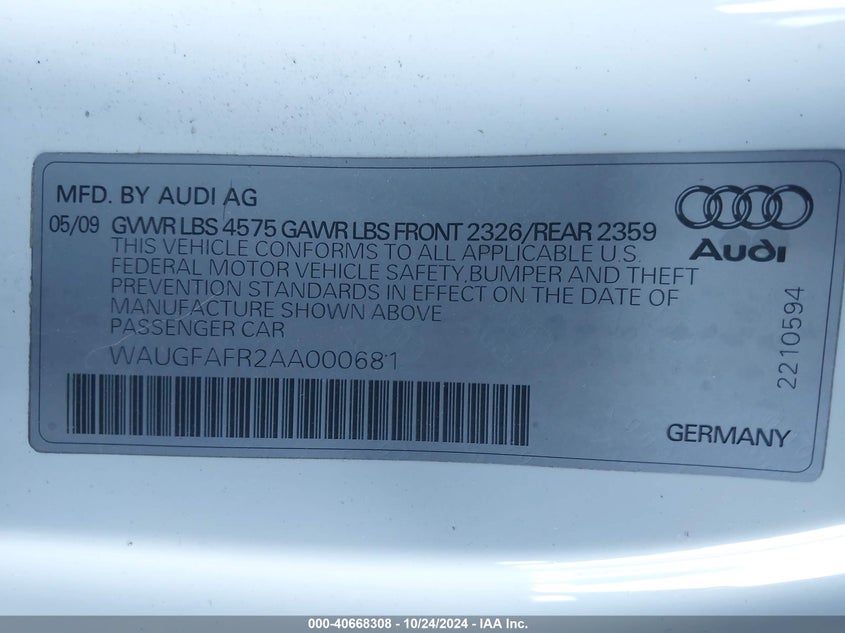 MFD. BY AUDI AG
05/09 GVWR LBS 4575 GAWR LBS FRONT 2326/REAR 2359
THIS VEHICLE CONFORMS TO ALL APPLICABLE U.S.
FEDERAL MOTOR VEHICLE SAFETY,BUMPER AND THEFT
PREVENTION STANDARDS IN EFFECT ON THE DATE OF
MANUFACTURE SHOWN ABOVE
PASSENGER CAR
WAUGFAFR2AA000681
Audi
2210594
GERMANY
000-40668308 - 10/24/2024 - IAA Inc.